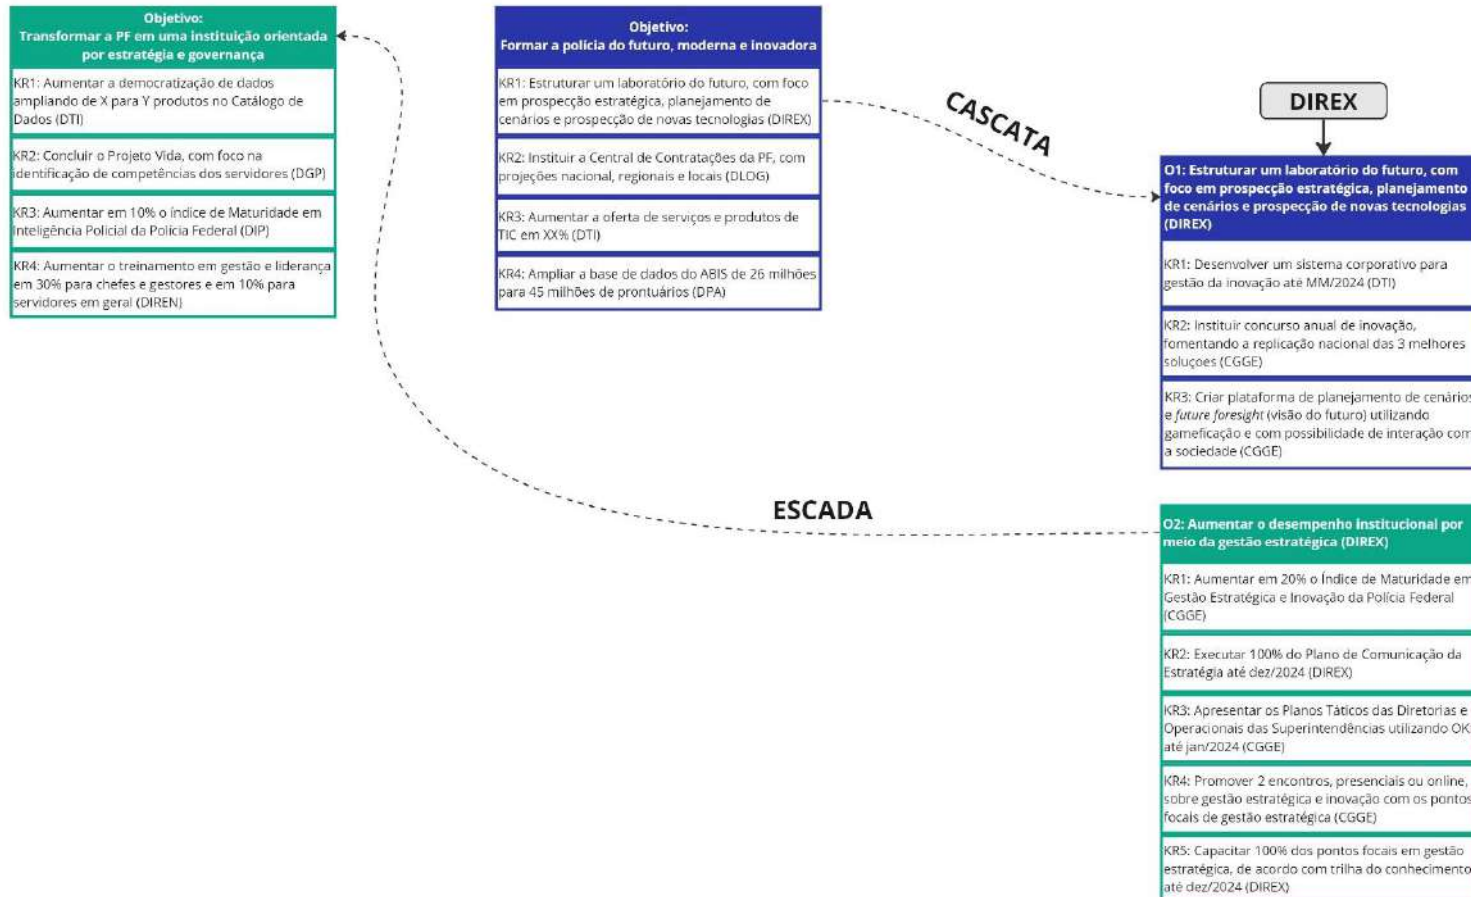 Objetivo:
Transformar a PF em uma instituição orientada
por estratégia e governança
KR1: Aumentar a democratização de dados
ampliando de X para Y produtos no Catálogo de
Dados (DTI)
KR2: Concluir o Projeto Vida, com foco na
identificação de competências dos servidores (DGP)
KR3: Aumentar em 10% o índice de Maturidade em
Inteligência Policial da Polícia Federal (DIP)
KR4: Aumentar o treinamento em gestão e liderança
em 30% para chefes e gestores e em 10% para
servidores em geral (DIREN)
Objetivo:
Formar a polícia do futuro, moderna e inovadora
KR1: Estruturar um laboratório do futuro, com foco
em prospecção estratégica, planejamento de
cenários e prospecção de novas tecnologias (DIREX)
KR2: Instituir a Central de Contratações da PF, com
projeções nacional, regionais e locais (DLOG)
KR3: Aumentar a oferta de serviços e produtos de
TIC em XX% (DTI)
KR4: Ampliar a base de dados do ABIS de 26 milhões
para 45 milhões de prontuários (DPA)
CASCATA
ESCADA
DIREX
O1: Estruturar um laboratório do futuro, com
foco em prospecção estratégica, planejamento
de cenários e prospecção de novas tecnologias
(DIREX)
KR1: Desenvolver um sistema corporativo para
gestão da inovação até MM/2024 (DTI)
KR2: Instituir concurso anual de inovação,
fomentando a replicação nacional das 3 melhores
soluçoes (CGGE)
KR3: Criar plataforma de planejamento de cenários
e future foresight (visão do futuro) utilizando
gameficação e com possibilidade de interação com
a sociedade (CGGE)
O2: Aumentar o desempenho institucional por
meio da gestão estratégica (DIREX)
KR1: Aumentar em 20% o Índice de Maturidade em
Gestão Estratégica e Inovação da Polícia Federal
(CGGE)
KR2: Executar 100% do Plano de Comunicação da
Estratégia até dez/2024 (DIREX)
KR3: Apresentar os Planos Táticos das Diretorias e
Operacionais das Superintendências utilizando OK
até jan/2024 (CGGE)
KR4: Promover 2 encontros, presenciais ou online,
sobre gestão estratégica e inovação com os pontos
focais de gestão estratégica (CGGE)
KR5: Capacitar 100% dos pontos focais em gestão
estratégica, de acordo com trilha do conhecimento
até dez/2024 (DIREX)